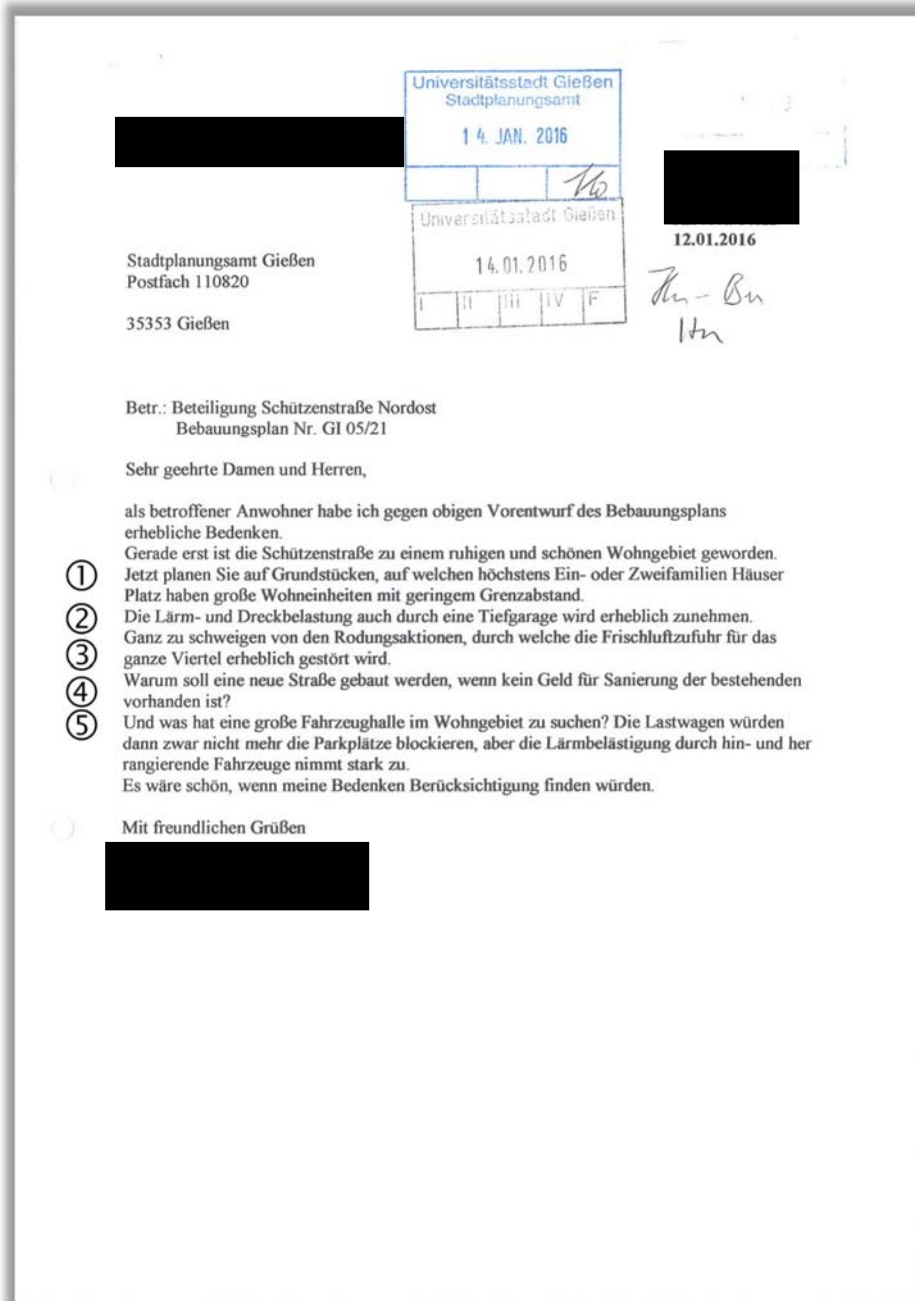 Universitätsstadt Gießen
Stadtplanungsamt
14. JAN. 2016
Universitätsstadt Gießen
14.01.2016
I II III IV F
12.01.2016
Stadtplanungsamt Gießen
Postfach 110820
35353 Gießen
Betr.: Beteiligung Schützenstraße Nordost
Bebauungsplan Nr. GI 05/21
Sehr geehrte Damen und Herren,
als betroffener Anwohner habe ich gegen obigen Vorentwurf des Bebauungsplans
erhebliche Bedenken.
Gerade erst ist die Schützenstraße zu einem ruhigen und schönen Wohngebiet geworden.
① Jetzt planen Sie auf Grundstücken, auf welchen höchstens Ein- oder Zweifamilien Häuser
Platz haben große Wohneinheiten mit geringem Grenzabstand.
② Die Lärm- und Dreckbelastung auch durch eine Tiefgarage wird erheblich zunehmen.
③ Ganz zu schweigen von den Rodungsaktionen, durch welche die Frischluftzufuhr für das
ganze Viertel erheblich gestört wird.
④ Warum soll eine neue Straße gebaut werden, wenn kein Geld für Sanierung der bestehenden
vorhanden ist?
⑤ Und was hat eine große Fahrzeughalle im Wohngebiet zu suchen? Die Lastwagen würden
dann zwar nicht mehr die Parkplätze blockieren, aber die Lärmbelästigung durch hin- und her
rangierende Fahrzeuge nimmt stark zu.
Es wäre schön, wenn meine Bedenken Berücksichtigung finden würden.
Mit freundlichen Grüßen